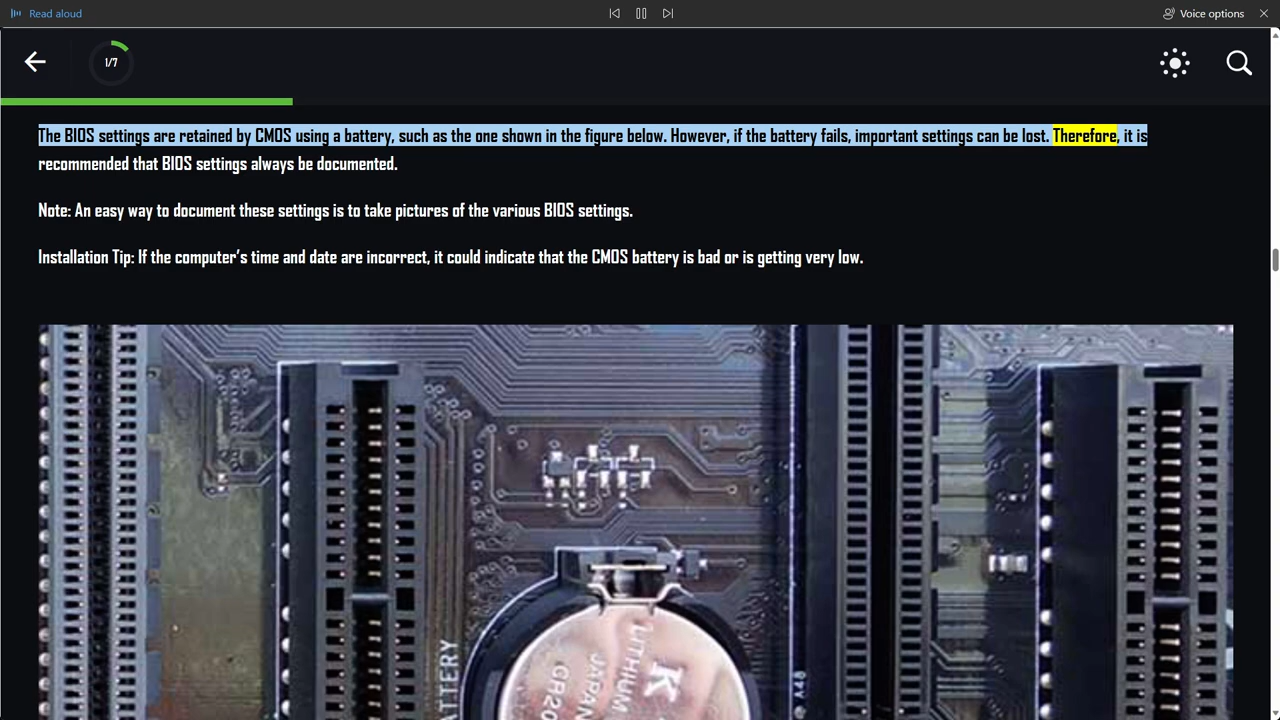 Read aloud
Voice options
1/7
The BIOS settings are retained by CMOS using a battery, such as the one shown in the figure below. However, if the battery fails, important settings can be lost. Therefore, it is
recommended that BIOS settings always be documented.
Note: An easy way to document these settings is to take pictures of the various BIOS settings.
Installation Tip: If the computer’s time and date are incorrect, it could indicate that the CMOS battery is bad or is getting very low.
K
LITHIUM
JAPAN
A48